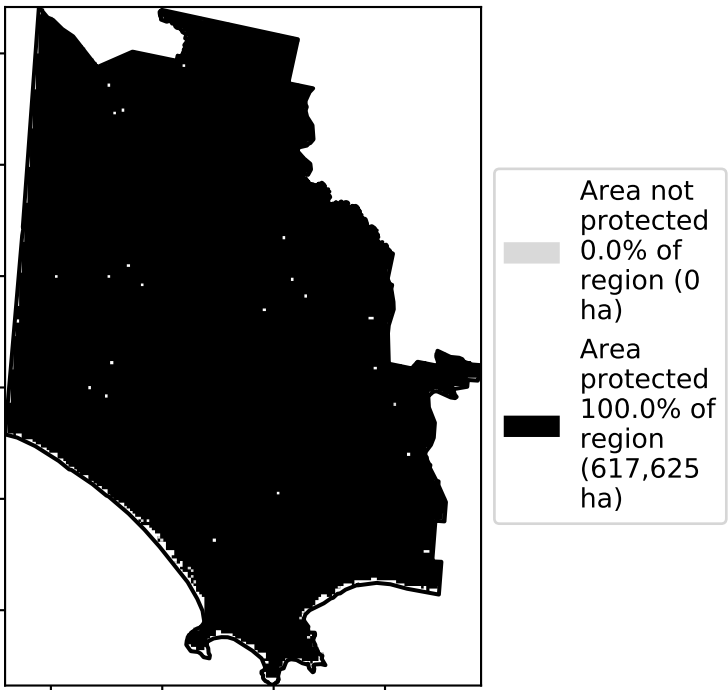 Area not
protected
0.0% of
region (0
ha)
Area
protected
100.0% of
region
(617,625
ha)